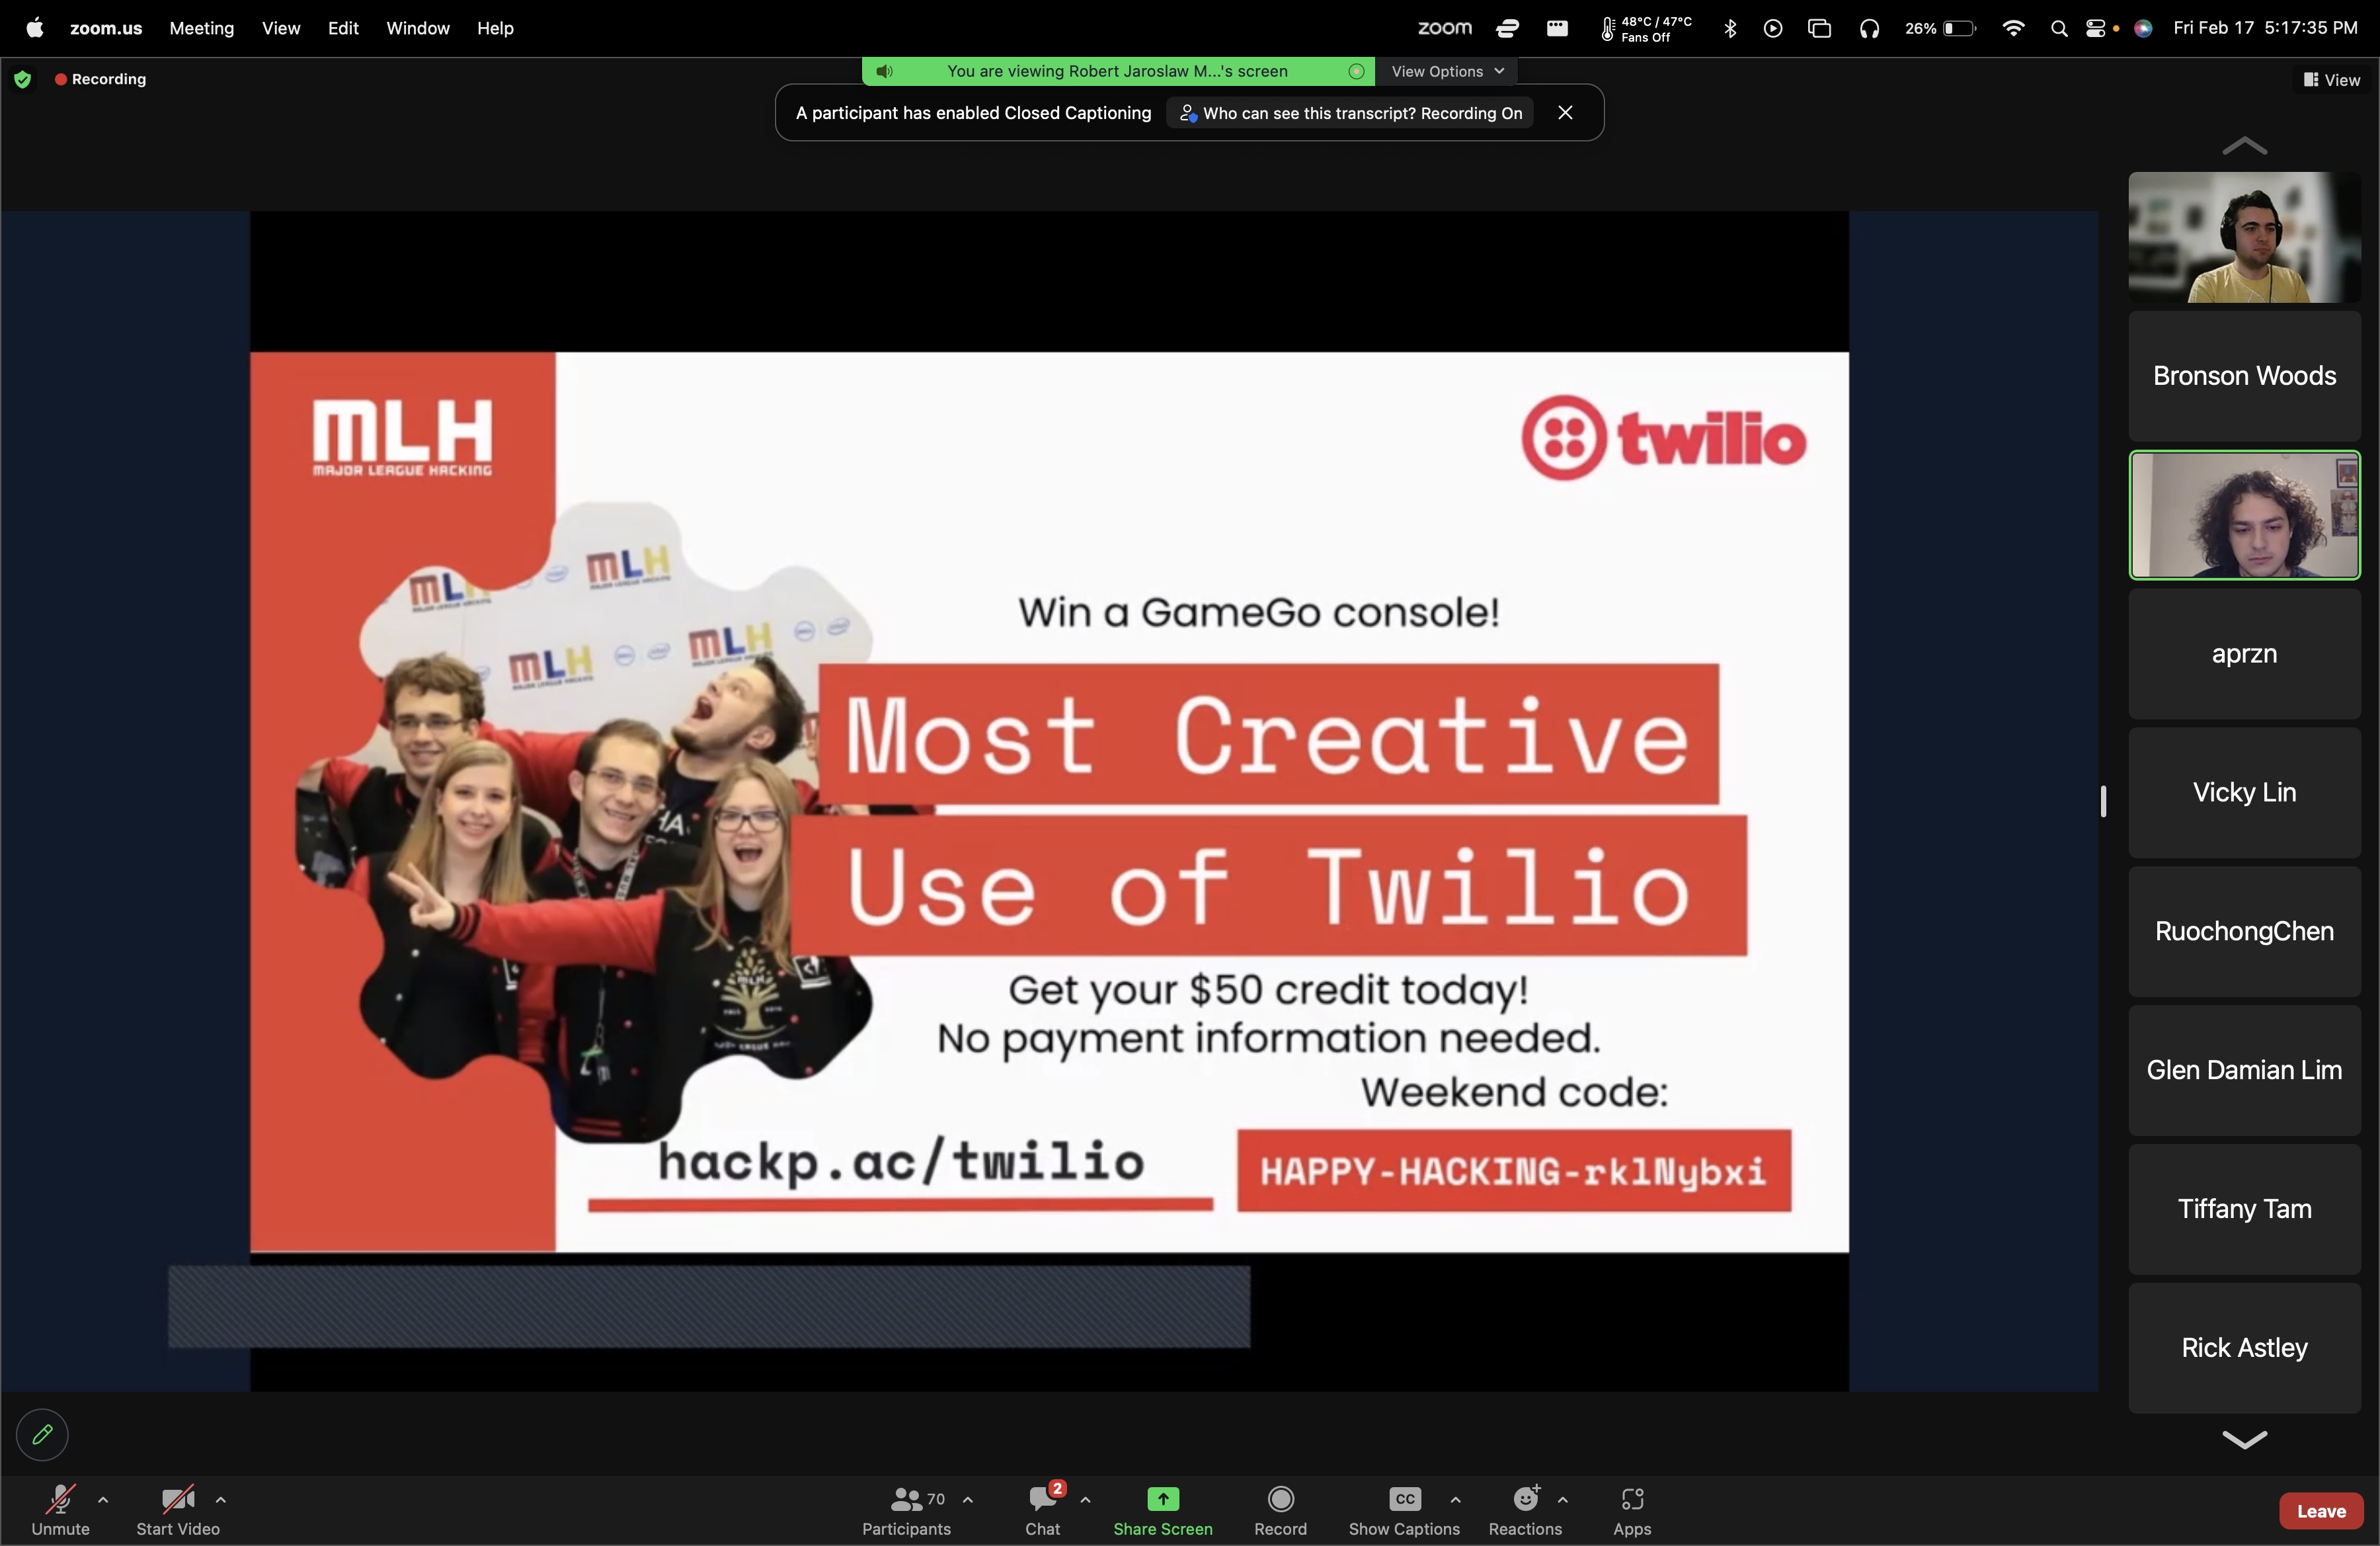 zoom.us Meeting View Edit Window Help
zoom 48°C / 47°C Fans Off 26% Fri Feb 17 5:17:35 PM
Recording
You are viewing Robert Jaroslaw M...'s screen View Options
View
A participant has enabled Closed Captioning Who can see this transcript? Recording On
MLH
MAJOR LEAGUE HACKING
twilio
MLH
MLH
MLH
MLH
Win a GameGo console!
Most Creative
Use of Twilio
Get your $50 credit today!
No payment information needed.
Weekend code:
hackp.ac/twilio
HAPPY-HACKING-rklNybxi
Bronson Woods
aprzn
Vicky Lin
RuochongChen
Glen Damian Lim
Tiffany Tam
Rick Astley
Unmute
Start Video
70
Participants
2
Chat
Share Screen
Record
CC
Show Captions
Reactions
Apps
Leave